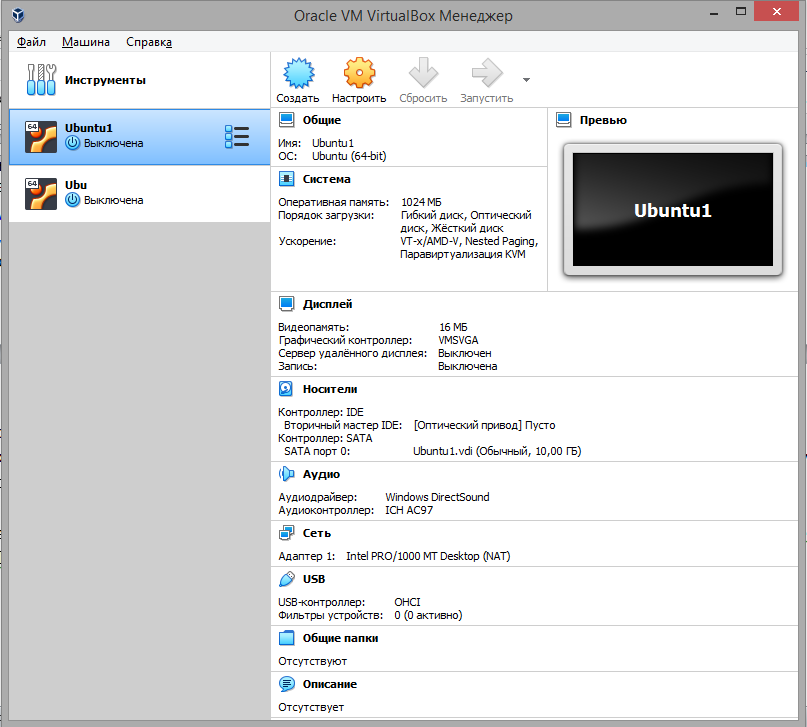 Oracle VM VirtualBox Менеджер
Файл Машина Справка
Инструменты
Создать Настроить Сбросить Запустить
64 Ubuntu1
Выключена
64 Ubu
Выключена
Общие
Имя: Ubuntu1
ОС: Ubuntu (64-bit)
Превью
Ubuntu1
Система
Оперативная память: 1024 МБ
Порядок загрузки: Гибкий диск, Оптический
диск, Жёсткий диск
Ускорение: VT-x/AMD-V, Nested Paging,
Паравиртуализация KVM
Дисплей
Видеопамять: 16 МБ
Графический контроллер: VMSVGA
Сервер удалённого дисплея: Выключен
Запись: Выключена
Носители
Контроллер: IDE
Вторичный мастер IDE: [Оптический привод] Пусто
Контроллер: SATA
SATA порт 0: Ubuntu1.vdi (Обычный, 10,00 ГБ)
Аудио
Аудиодрайвер: Windows DirectSound
Аудиоконтроллер: ICH AC97
Сеть
Адаптер 1: Intel PRO/1000 MT Desktop (NAT)
USB
USB-контроллер: OHCI
Фильтры устройств: 0 (0 активно)
Общие папки
Отсутствуют
Описание
Отсутствует